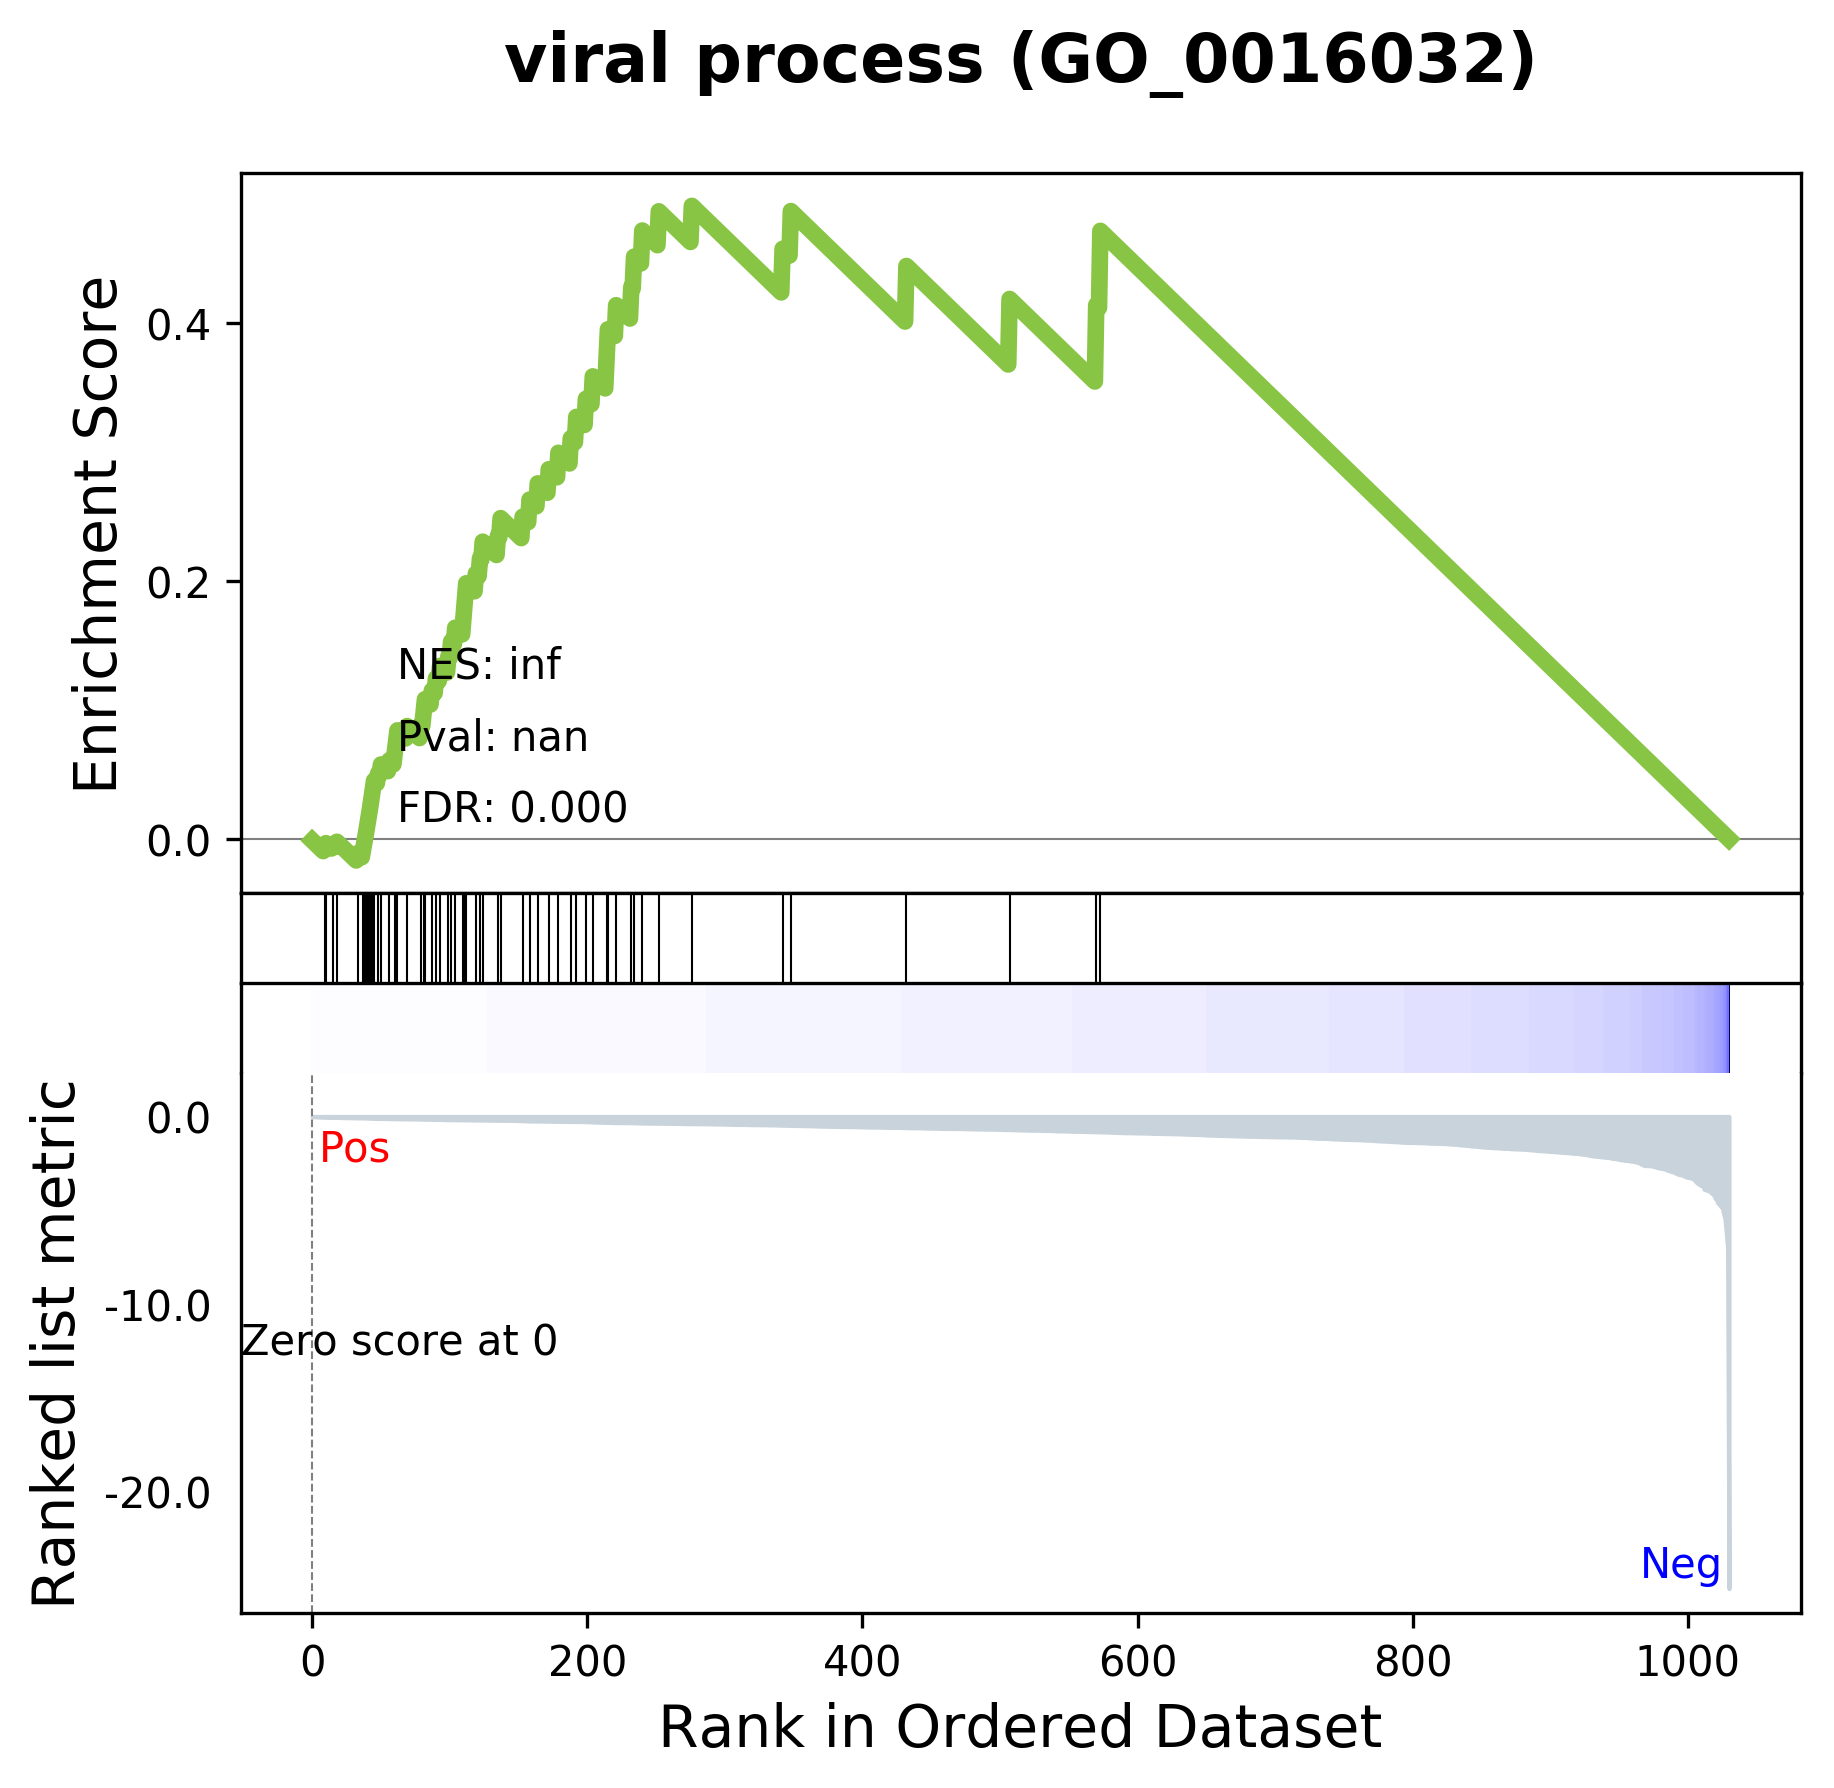 viral process (GO_0016032)
Enrichment Score
0.4
0.2
0.0
NES: inf
Pval: nan
FDR: 0.000
Ranked list metric
0.0
-10.0
-20.0
Pos
Zero score at 0
Neg
0 200 400 600 800 1000
Rank in Ordered Dataset